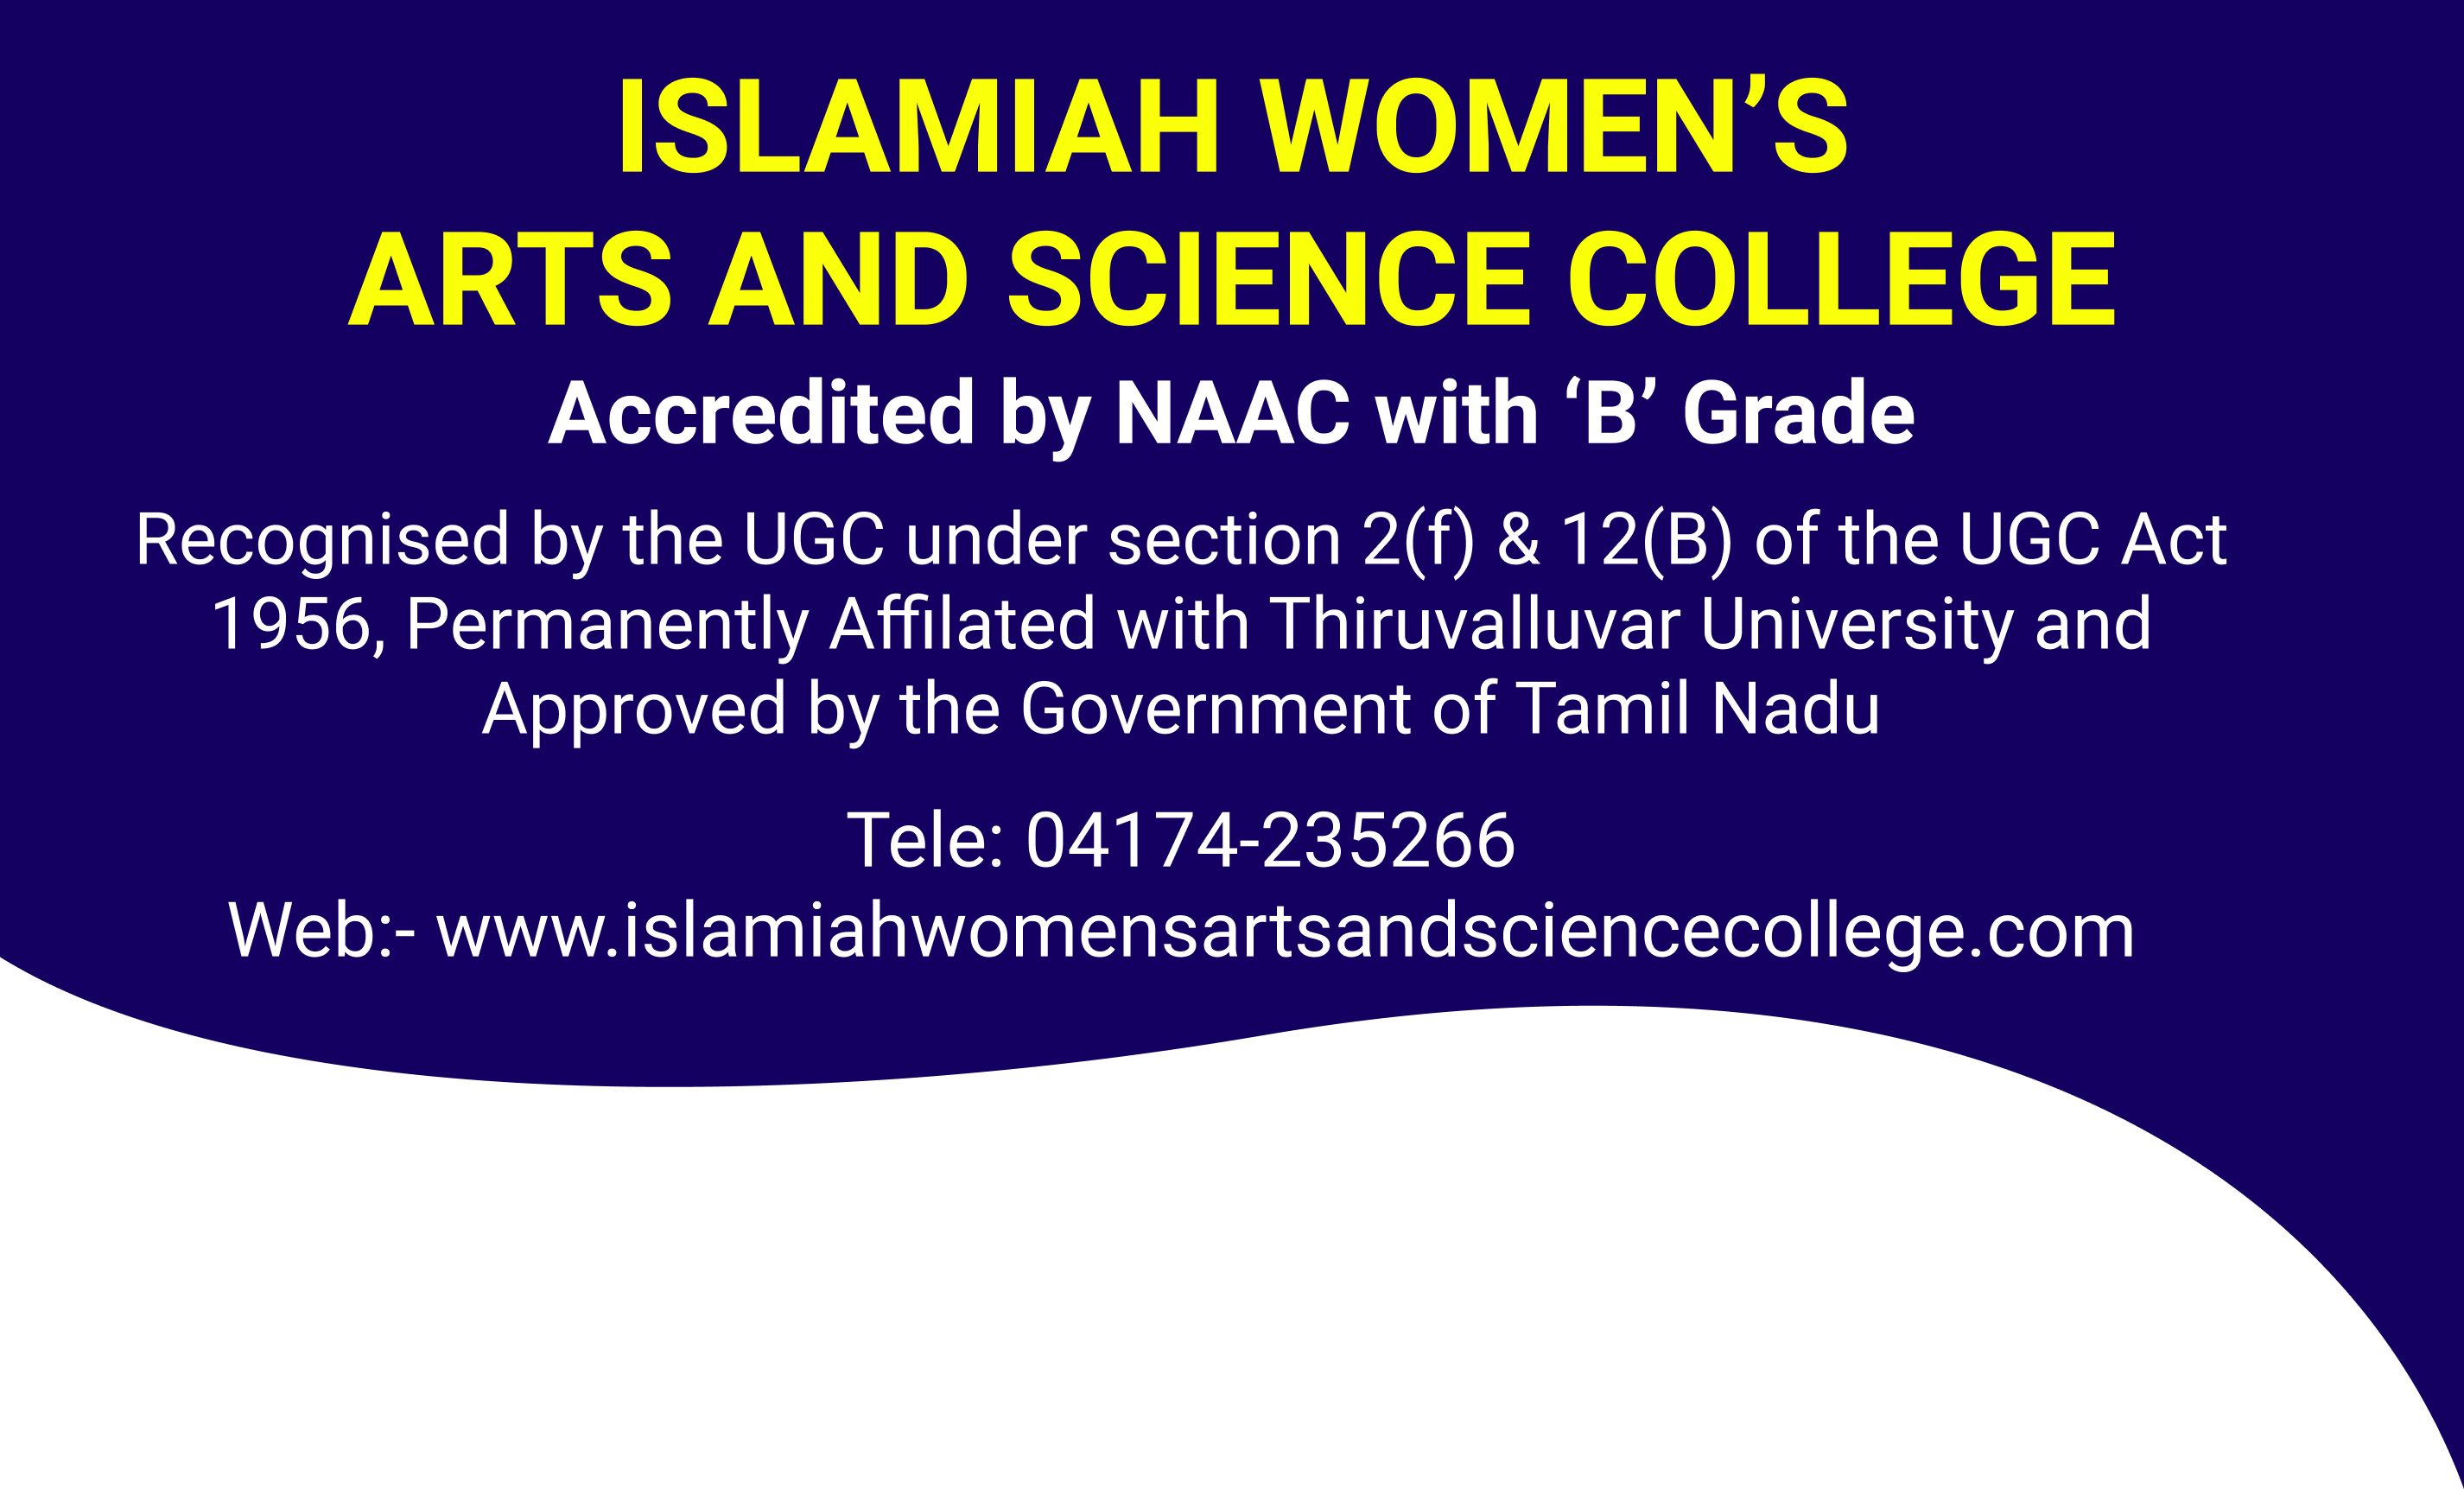 ISLAMIAH WOMEN’S
ARTS AND SCIENCE COLLEGE
Accredited by NAAC with ‘B’ Grade
Recognised by the UGC under section 2(f) & 12(B) of the UGC Act
1956, Permanently Affilated with Thiruvalluvar University and
Approved by the Government of Tamil Nadu
Tele: 04174-235266
Web:- www.islamiahwomensartsandsciencecollege.com